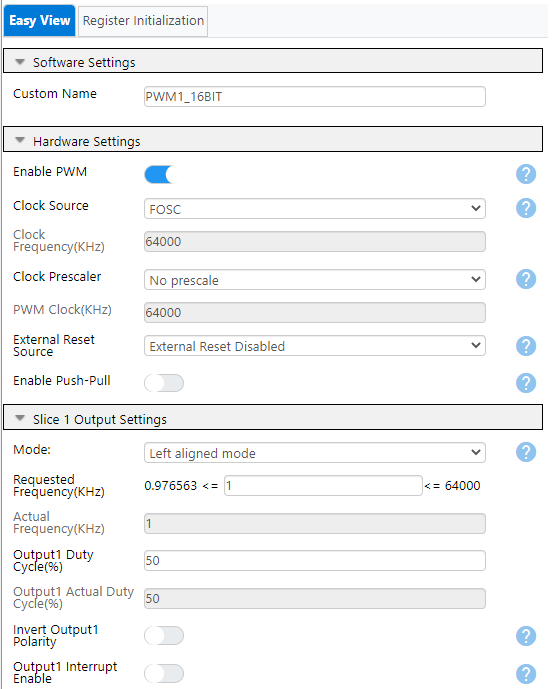 Easy View
Register Initialization
Software Settings
Custom Name
PWM1_16BIT
Hardware Settings
Enable PWM
?
Clock Source
FOSC
?
Clock
Frequency(KHz)
64000
Clock Prescaler
No prescale
?
PWM Clock(KHz)
64000
External Reset
Source
External Reset Disabled
?
Enable Push-Pull
?
Slice 1 Output Settings
Mode:
Left aligned mode
?
Requested
Frequency(KHz)
0.976563 <= 1 <= 64000
Actual
Frequency(KHz)
1
Output1 Duty
Cycle(%)
50
Output1 Actual Duty
Cycle(%)
50
Invert Output1
Polarity
?
Output1 Interrupt
Enable
?